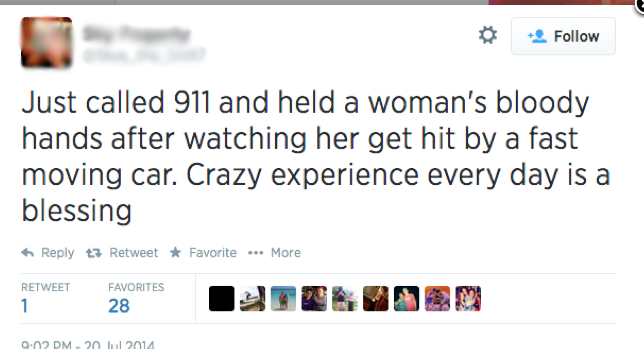 Follow
Just called 911 and held a woman's bloody
hands after watching her get hit by a fast
moving car. Crazy experience every day is a
blessing
Reply Retweet Favorite More
RETWEET FAVORITES
1 28
9:02 PM - 20 Jul 2014